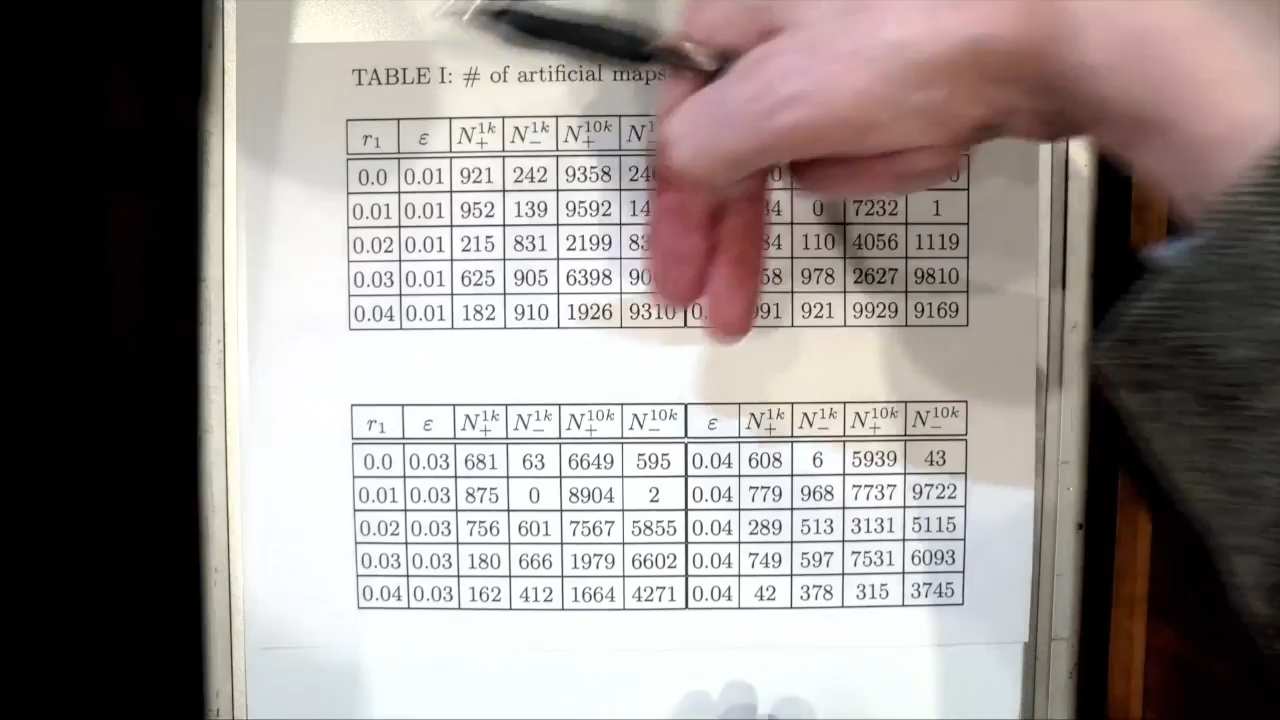 TABLE I: # of artificial maps
r₁ ε N₊¹ᵏ N₋¹ᵏ N₊¹⁰ᵏ
0.0 0.01 921 242 9358
0.01 0.01 952 139 9592 0 7232 1
0.02 0.01 215 831 2199 110 4056 1119
0.03 0.01 625 905 6398 978 2627 9810
0.04 0.01 182 910 1926 9310 921 9929 9169
r₁ ε N₊¹ᵏ N₋¹ᵏ N₊¹⁰ᵏ N₋¹⁰ᵏ ε N₊¹ᵏ N₋¹ᵏ N₊¹⁰ᵏ N₋¹⁰ᵏ
0.0 0.03 681 63 6649 595 0.04 608 6 5939 43
0.01 0.03 875 0 8904 2 0.04 779 968 7737 9722
0.02 0.03 756 601 7567 5855 0.04 289 513 3131 5115
0.03 0.03 180 666 1979 6602 0.04 749 597 7531 6093
0.04 0.03 162 412 1664 4271 0.04 42 378 315 3745